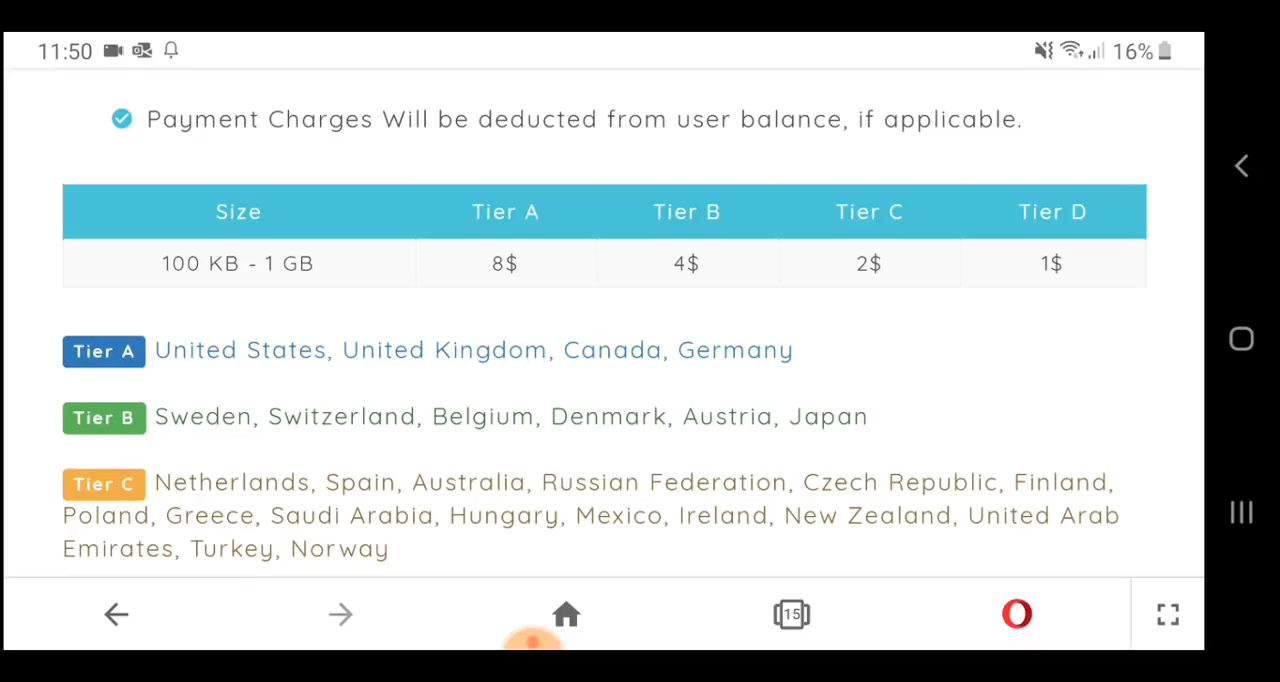 11:50
16%
Payment Charges Will be deducted from user balance, if applicable.
Size Tier A Tier B Tier C Tier D
100 KB - 1 GB 8$ 4$ 2$ 1$
Tier A United States, United Kingdom, Canada, Germany
Tier B Sweden, Switzerland, Belgium, Denmark, Austria, Japan
Tier C Netherlands, Spain, Australia, Russian Federation, Czech Republic, Finland,
Poland, Greece, Saudi Arabia, Hungary, Mexico, Ireland, New Zealand, United Arab
Emirates, Turkey, Norway
15